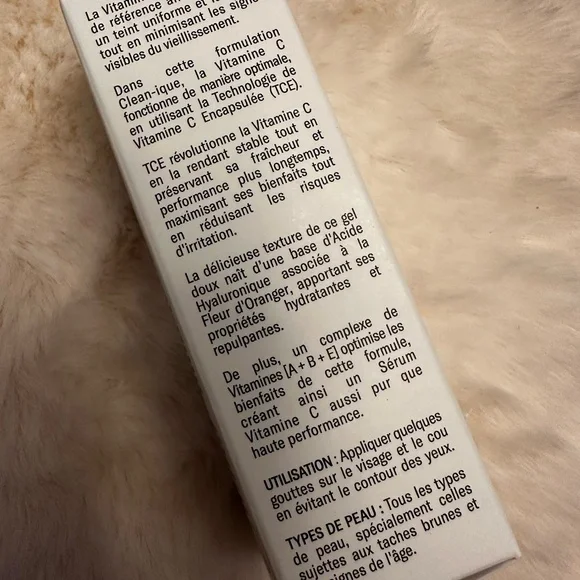 La Vitamin
de référence
un teint uniforme et
tout en minimisant les signes
visibles du vieillissement.
Dans cette formulation
Clean-ique, la Vitamine C
fonctionne de manière optimale,
en utilisant la Technologie de
Vitamine C Encapsulée (TCE).
TCE révolutionne la Vitamine C
en la rendant stable tout en
préservant sa fraîcheur et
performance plus longtemps,
maximisant ses bienfaits tout
en réduisant les risques
d'irritation.
La délicieuse texture de ce gel
doux naît d'une base d'Acide
Hyaluronique associée à la
Fleur d'Oranger, apportant ses
propriétés hydratantes et
repulpantes.
De plus, un complexe de
Vitamines [A + B + E] optimise les
bienfaits de cette formule,
créant ainsi un Sérum
Vitamine C aussi pur que
haute performance.
UTILISATION : Appliquer quelques
gouttes sur le visage et le cou
en évitant le contour des yeux.
TYPES DE PEAU : Tous les types
de peau, spécialement celles
sujettes aux taches brunes et
signes de l'âge.